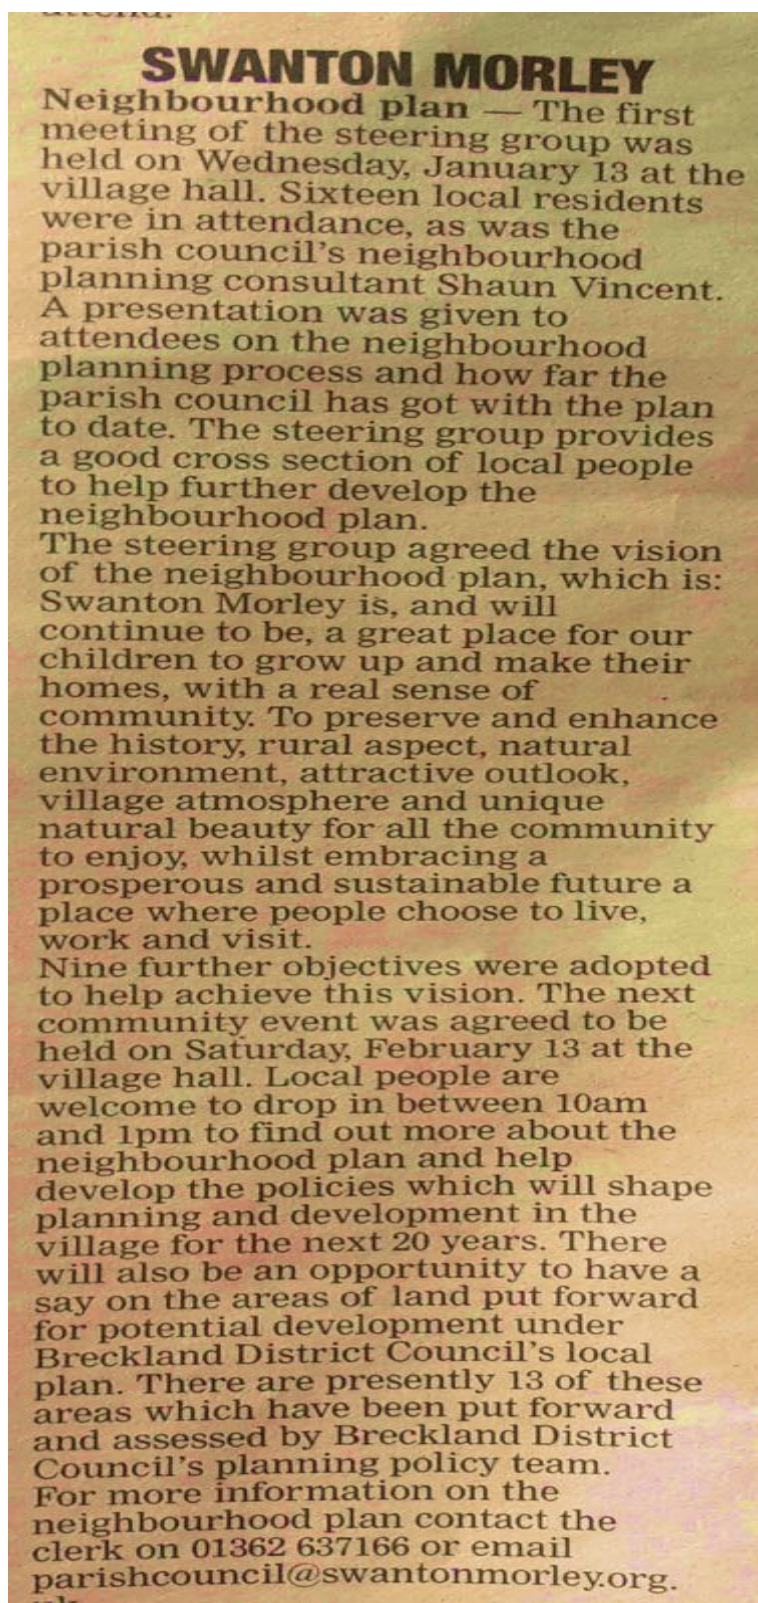 attend.
SWANTON MORLEY
Neighbourhood plan — The first
meeting of the steering group was
held on Wednesday, January 13 at the
village hall. Sixteen local residents
were in attendance, as was the
parish council's neighbourhood
planning consultant Shaun Vincent.
A presentation was given to
attendees on the neighbourhood
planning process and how far the
parish council has got with the plan
to date. The steering group provides
a good cross section of local people
to help further develop the
neighbourhood plan.
The steering group agreed the vision
of the neighbourhood plan, which is:
Swanton Morley is, and will
continue to be, a great place for our
children to grow up and make their
homes, with a real sense of
community. To preserve and enhance
the history, rural aspect, natural
environment, attractive outlook,
village atmosphere and unique
natural beauty for all the community
to enjoy, whilst embracing a
prosperous and sustainable future a
place where people choose to live,
work and visit.
Nine further objectives were adopted
to help achieve this vision. The next
community event was agreed to be
held on Saturday, February 13 at the
village hall. Local people are
welcome to drop in between 10am
and 1pm to find out more about the
neighbourhood plan and help
develop the policies which will shape
planning and development in the
village for the next 20 years. There
will also be an opportunity to have a
say on the areas of land put forward
for potential development under
Breckland District Council's local
plan. There are presently 13 of these
areas which have been put forward
and assessed by Breckland District
Council's planning policy team.
For more information on the
neighbourhood plan contact the
clerk on 01362 637166 or email
parishcouncil@swantonmorley.org.
uk